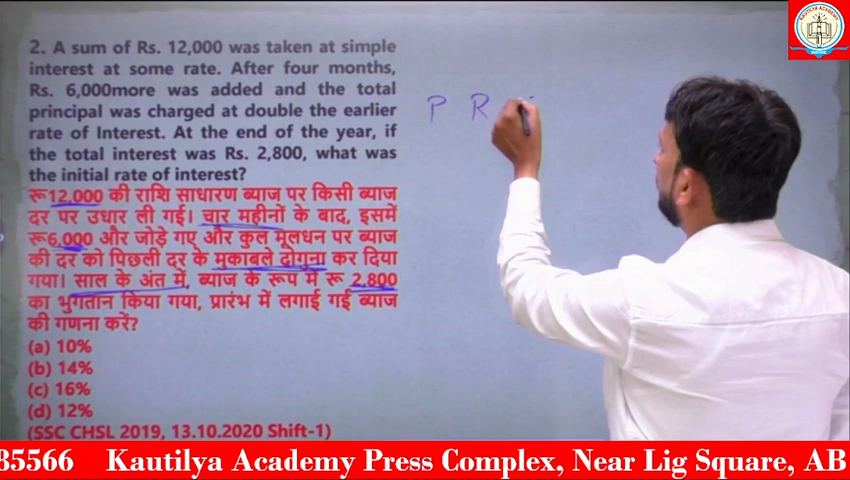 KAUTILYA ACADEMY
2. A sum of Rs. 12,000 was taken at simple
interest at some rate. After four months,
Rs. 6,000more was added and the total
principal was charged at double the earlier
rate of Interest. At the end of the year, if
the total interest was Rs. 2,800, what was
the initial rate of interest?
रू12,000 की राशि साधारण ब्याज पर किसी ब्याज
दर पर उधार ली गई। चार महीनों के बाद, इसमें
रू6,000 और जोड़े गए और कुल मूलधन पर ब्याज
की दर को पिछली दर के मुकाबले दोगुना कर दिया
गया। साल के अंत में, ब्याज के रूप में रू 2,800
का भुगतान किया गया, प्रारंभ में लगाई गई ब्याज
की गणना करें?
(a) 10%
(b) 14%
(c) 16%
(d) 12%
(SSC CHSL 2019, 13.10.2020 Shift-1)
P R
85566 Kautilya Academy Press Complex, Near Lig Square, AB